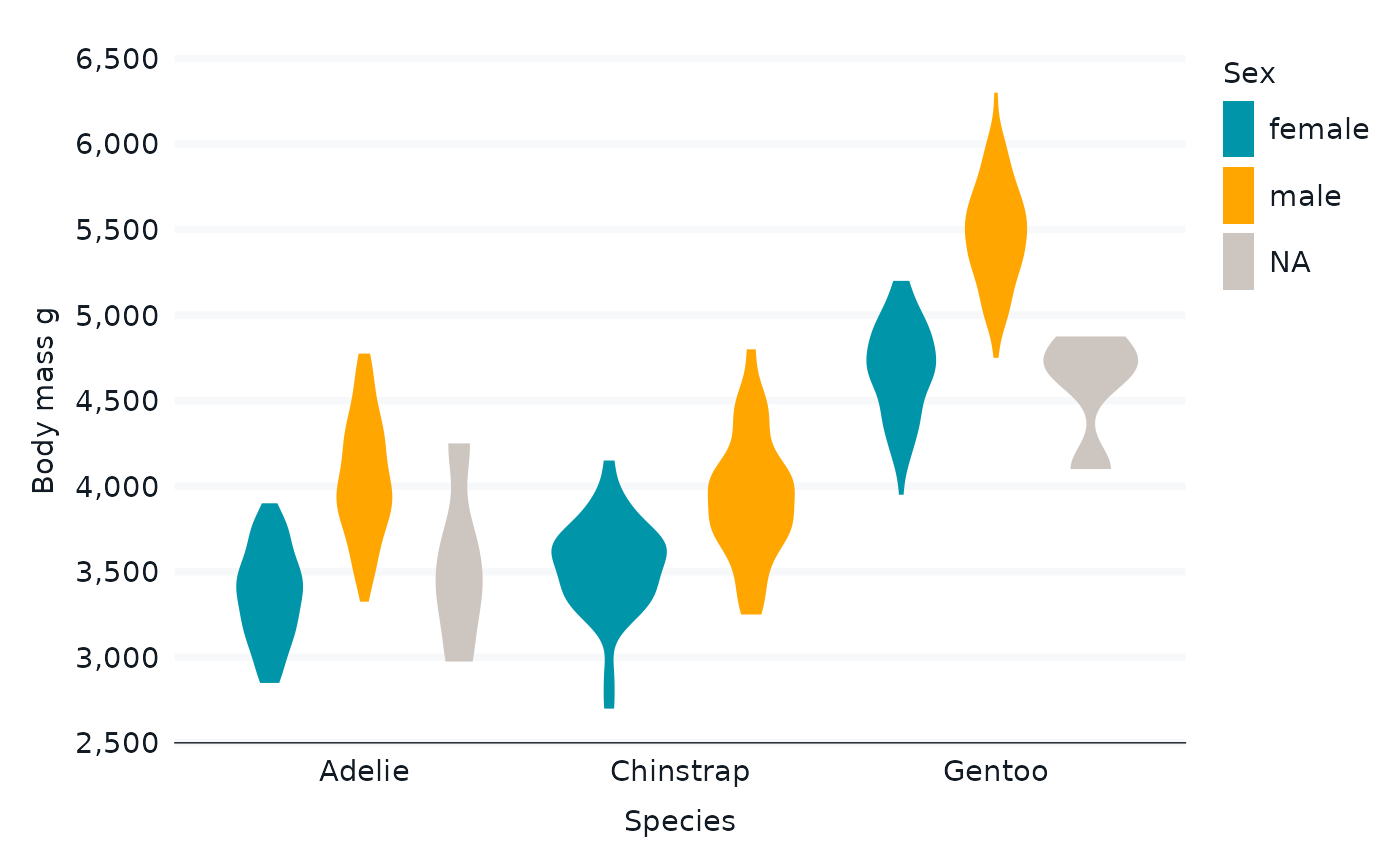 6,500
6,000
5,500
5,000
4,500
4,000
3,500
3,000
2,500
Body mass g
Adelie
Chinstrap
Gentoo
Species
Sex
female
male
NA